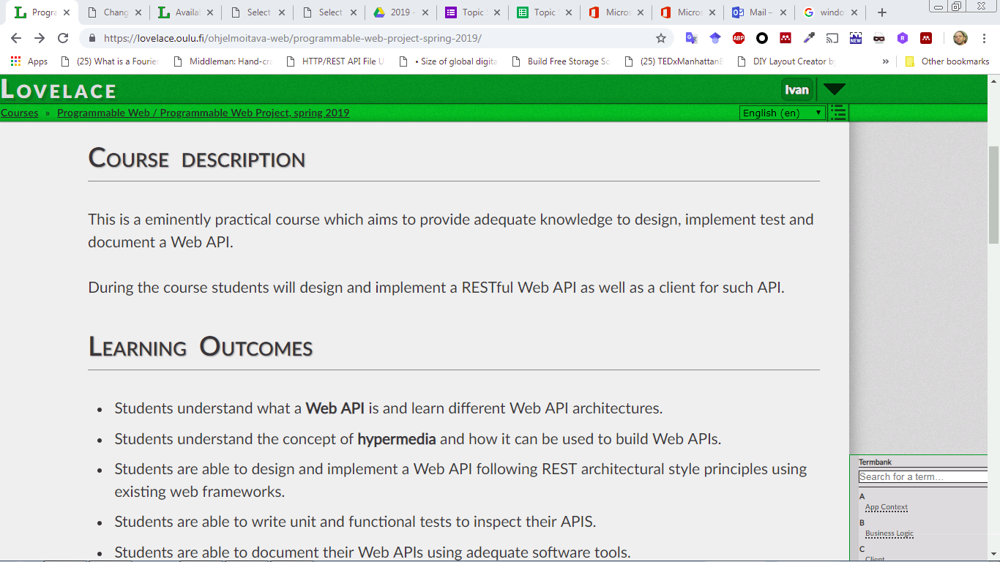 Progra
Chang
Availal
Select
Select
2019 -
Topic
Topic
Micros
Micros
Mail –
windo
https://lovelace.oulu.fi/ohjelmoitava-web/programmable-web-project-spring-2019/
ABP
NEW
R
Apps
(25) What is a Fourier
Middleman: Hand-cra
HTTP/REST API File U
• Size of global digita
Build Free Storage Sc
(25) TEDxManhattanB
DIY Layout Creator by
»
Other bookmarks
LOVELACE
Ivan
Courses » Programmable Web / Programmable Web Project, spring 2019
English (en)
COURSE DESCRIPTION
This is a eminently practical course which aims to provide adequate knowledge to design, implement test and
document a Web API.
During the course students will design and implement a RESTful Web API as well as a client for such API.
LEARNING OUTCOMES
• Students understand what a Web API is and learn different Web API architectures.
• Students understand the concept of hypermedia and how it can be used to build Web APIs.
• Students are able to design and implement a Web API following REST architectural style principles using
existing web frameworks.
• Students are able to write unit and functional tests to inspect their APIS.
• Students are able to document their Web APIs using adequate software tools.
Termbank
Search for a term...
A
App Context
B
Business Logic
C
Client